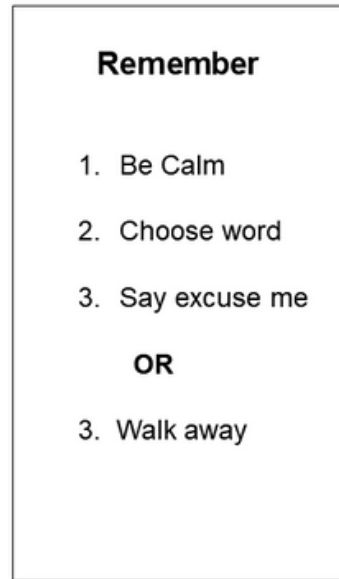 Remember
1. Be Calm
2. Choose word
3. Say excuse me
OR
3. Walk away